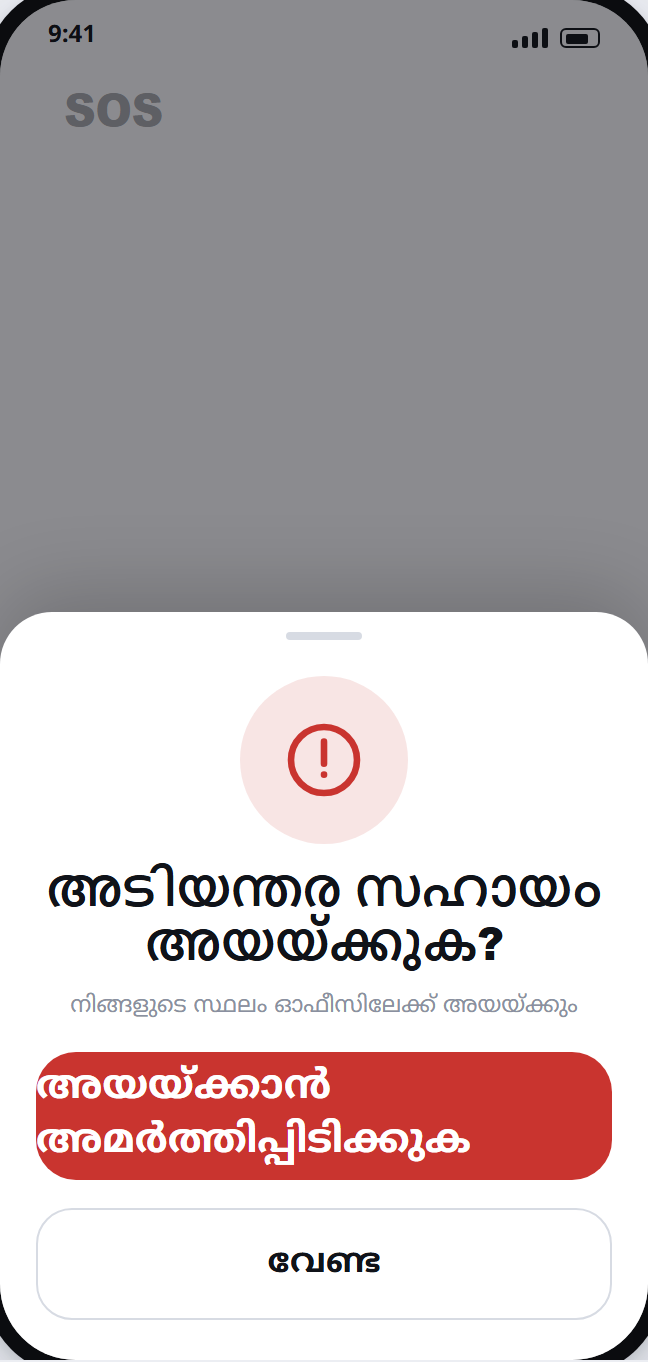 9:41
SOS
അടിയന്തര സഹായം
അയയ്ക്കുക?
നിങ്ങളുടെ സ്ഥലം ഓഫീസിലേക്ക് അയയ്ക്കും
അയയ്ക്കാൻ
അമർത്തിപ്പിടിക്കുക
വേണ്ട